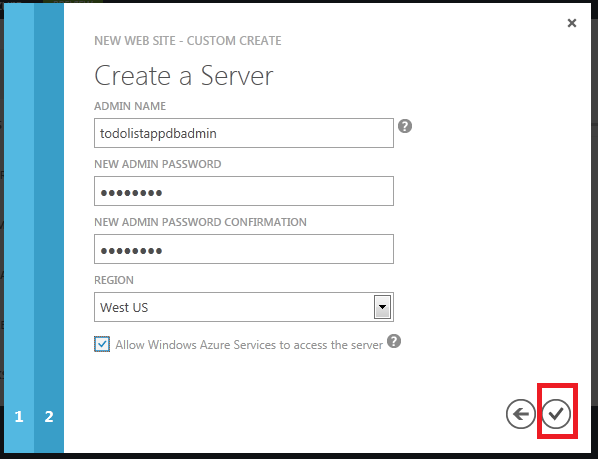 NEW WEB SITE - CUSTOM CREATE
Create a Server
ADMIN NAME
todolistappdbadmin
?
NEW ADMIN PASSWORD
●●●●●●●●
NEW ADMIN PASSWORD CONFIRMATION
●●●●●●●●
REGION
West US
Allow Windows Azure Services to access the server ?
1 2